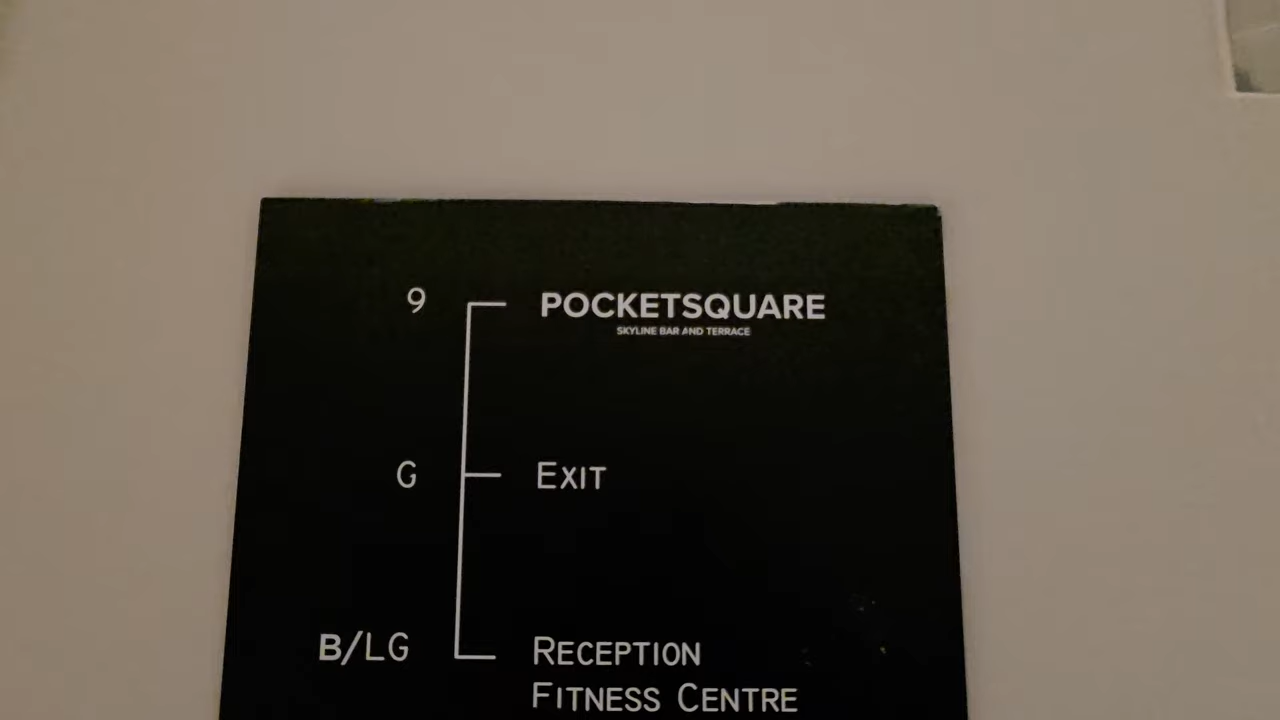 9 POCKETSQUARE
SKYLINE BAR AND TERRACE
G EXIT
B/LG RECEPTION
FITNESS CENTRE